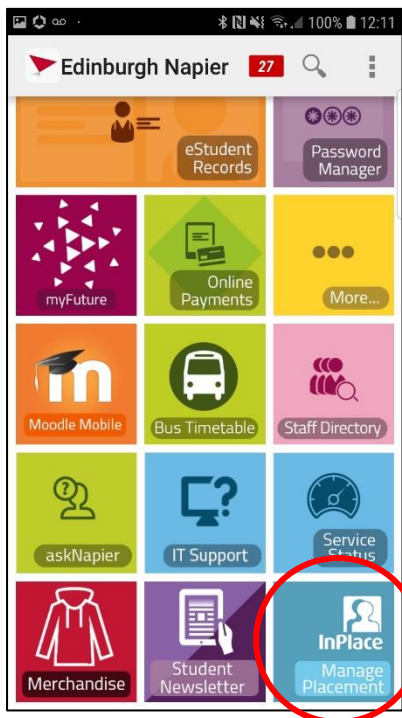 100% 12:11
Edinburgh Napier 27
eStudent
Records
Password
Manager
myFuture
Online
Payments
More...
m
Moodle Mobile
Bus Timetable
Staff Directory
?
askNapier
?
IT Support
Service
Status
Merchandise
Student
Newsletter
InPlace
Manage
Placement